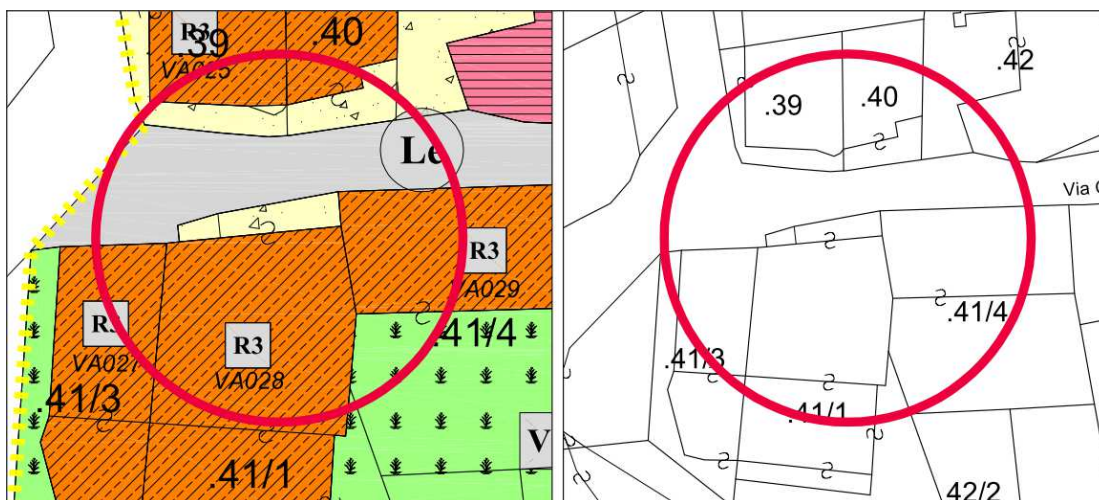 R3
.39
.40
VA025
Le
R3
VA029
R3
VA027
R3
VA028
.41/4
.41/3
.41/1
V
.39
.40
.42
Via
.41/4
.41/3
.41/1
42/2